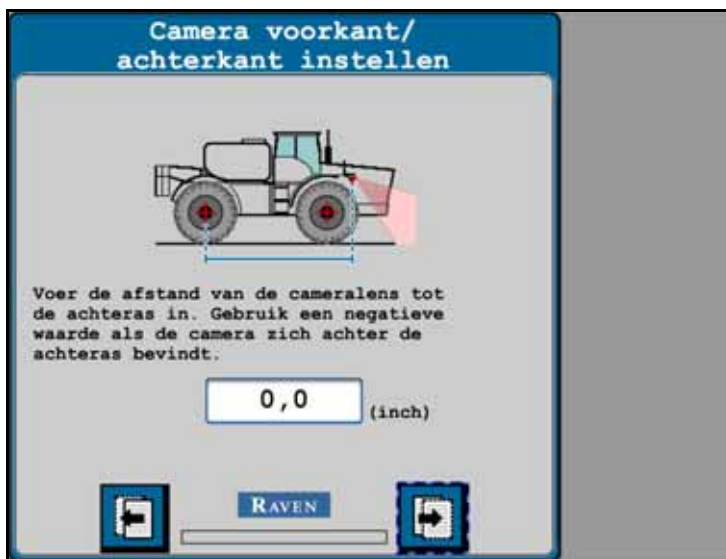 Camera voorkant/
achterkant instellen
Voer de afstand van de cameralens tot
de achteras in. Gebruik een negatieve
waarde als de camera zich achter de
achteras bevindt.
0,0
(inch)
RAVEN